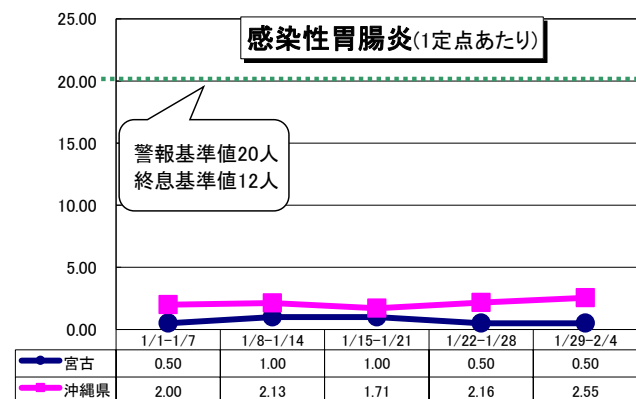 感染性胃腸炎(1定点あたり)
25.00
20.00
15.00
10.00
5.00
0.00
警報基準値20人
終息基準値12人
1/1-1/7 1/8-1/14 1/15-1/21 1/22-1/28 1/29-2/4
宮古 0.50 1.00 1.00 0.50 0.50
沖縄県 2.00 2.13 1.71 2.16 2.55